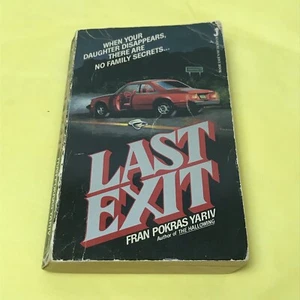 WHEN YOUR
DAUGHTER DISAPPEARS,
THERE ARE
NO FAMILY SECRETS...
LAST
EXIT
FRAN POKRAS YARIV
Author of THE HALLOWING